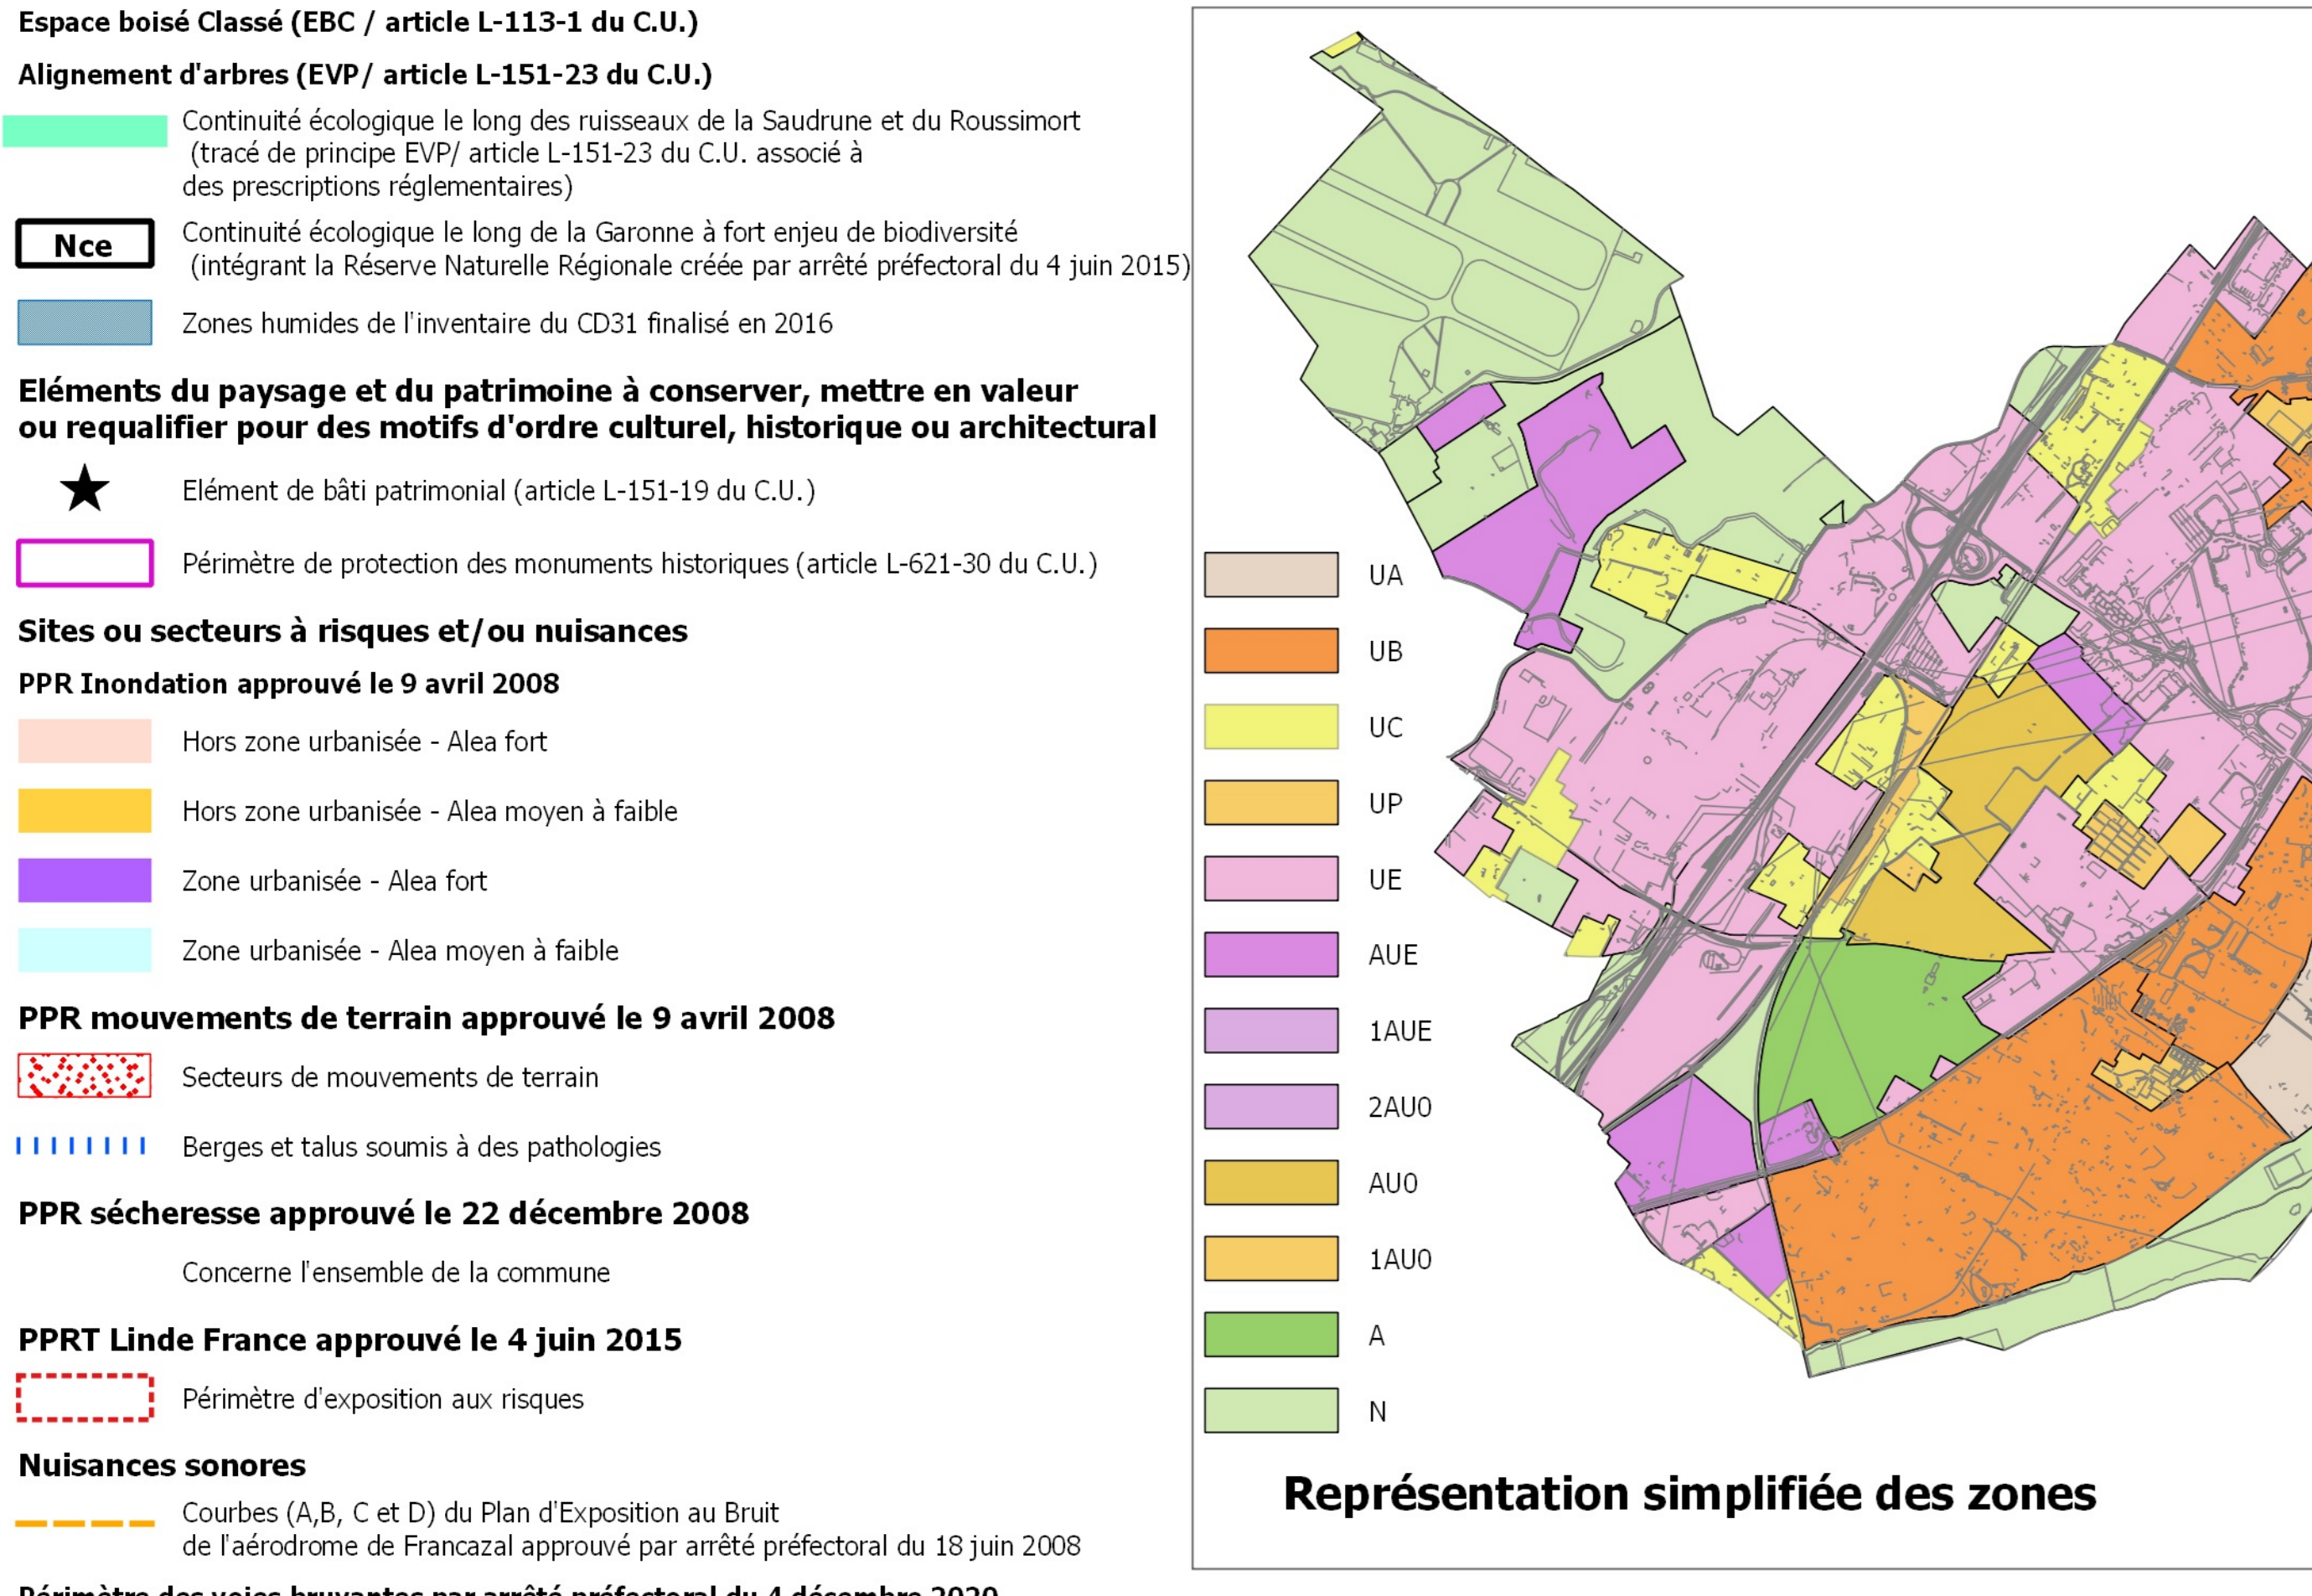 Espace boisé Classé (EBC / article L-113-1 du C.U.)
Alignement d'arbres (EVP/ article L-151-23 du C.U.)
Continuité écologique le long des ruisseaux de la Saudrune et du Roussimort
(tracé de principe EVP/ article L-151-23 du C.U. associé à
des prescriptions réglementaires)
Nce
Continuité écologique le long de la Garonne à fort enjeu de biodiversité
(intégrant la Réserve Naturelle Régionale créée par arrêté préfectoral du 4 juin 2015)
Zones humides de l'inventaire du CD31 finalisé en 2016
Eléments du paysage et du patrimoine à conserver, mettre en valeur
ou requalifier pour des motifs d'ordre culturel, historique ou architectural
Elément de bâti patrimonial (article L-151-19 du C.U.)
Périmètre de protection des monuments historiques (article L-621-30 du C.U.)
Sites ou secteurs à risques et/ou nuisances
PPR Inondation approuvé le 9 avril 2008
Hors zone urbanisée - Alea fort
Hors zone urbanisée - Alea moyen à faible
Zone urbanisée - Alea fort
Zone urbanisée - Alea moyen à faible
PPR mouvements de terrain approuvé le 9 avril 2008
Secteurs de mouvements de terrain
Berges et talus soumis à des pathologies
PPR sécheresse approuvé le 22 décembre 2008
Concerne l'ensemble de la commune
PPRT Linde France approuvé le 4 juin 2015
Périmètre d'exposition aux risques
Nuisances sonores
Courbes (A,B, C et D) du Plan d'Exposition au Bruit
de l'aérodrome de Francazal approuvé par arrêté préfectoral du 18 juin 2008
Périmètre des voies bruyantes par arrêté préfectoral du 4 décembre 2020
UA
UB
UC
UP
UE
AUE
1AUE
2AU0
AU0
1AU0
A
N
Représentation simplifiée des zones